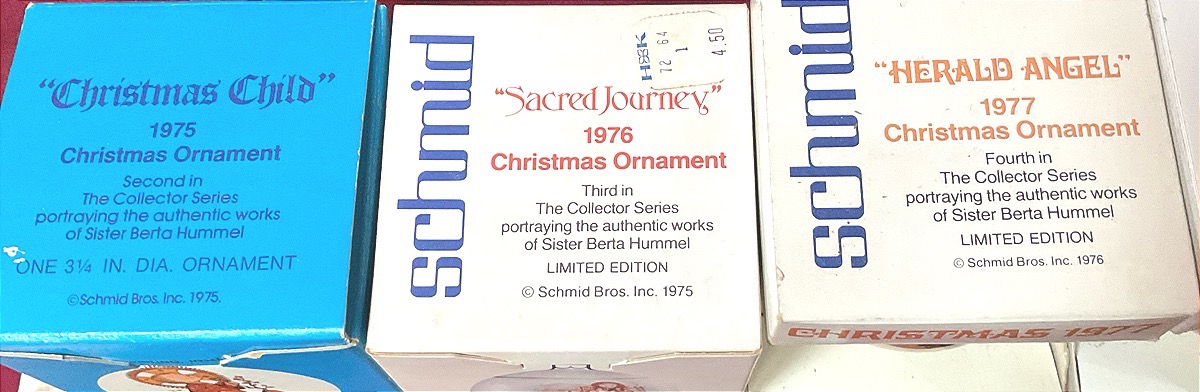 “Christmas Child”
1975
Christmas Ornament
Second in
The Collector Series
portraying the authentic works
of Sister Berta Hummel
ONE 3¼ IN. DIA. ORNAMENT
©Schmid Bros. Inc. 1975.
schmid
H&K
72 64
1
4.50
“Sacred Journey”
1976
Christmas Ornament
Third in
The Collector Series
portraying the authentic works
of Sister Berta Hummel
LIMITED EDITION
© Schmid Bros. Inc. 1975
schmid
“HERALD ANGEL”
1977
Christmas Ornament
Fourth in
The Collector Series
portraying the authentic works
of Sister Berta Hummel
LIMITED EDITION
© Schmid Bros. Inc. 1976
CHRISTMAS 1977